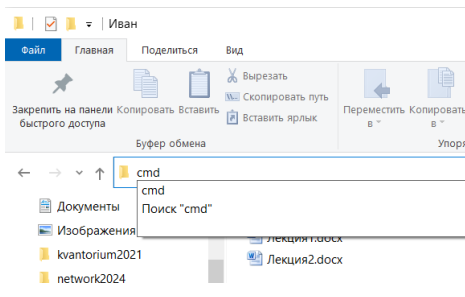 Иван
Файл Главная Поделиться Вид
Вырезать
Скопировать путь
Вставить ярлык
Закрепить на панели быстрого доступа
Копировать Вставить
Переместить в
Копировать в
Буфер обмена
cmd
cmd
Поиск "cmd"
Документы
Изображения
kvantorium2021
network2024
Лекция1.docx
Лекция2.docx